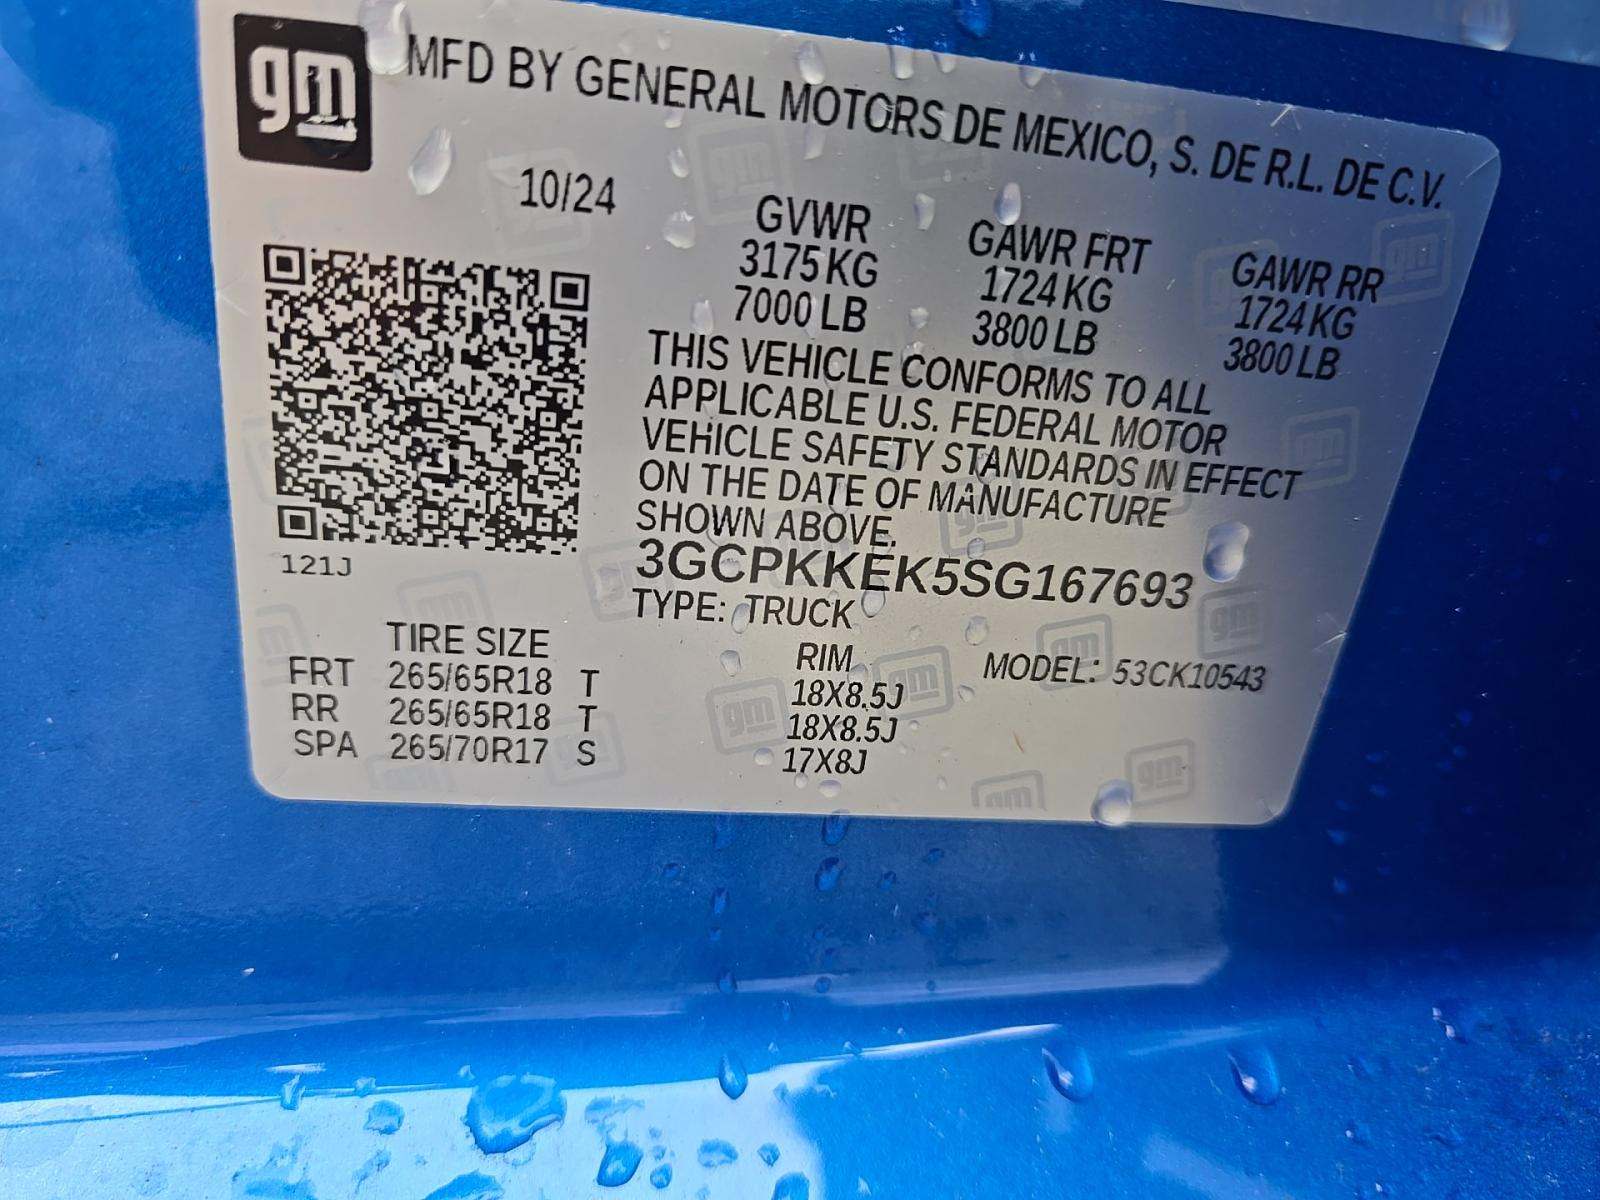 gm MFD BY GENERAL MOTORS DE MEXICO, S. DE R.L. DE C.V.
10/24
GVWR GAWR FRT GAWR RR
3175 KG 1724 KG 1724 KG
7000 LB 3800 LB 3800 LB
THIS VEHICLE CONFORMS TO ALL
APPLICABLE U.S. FEDERAL MOTOR
VEHICLE SAFETY STANDARDS IN EFFECT
ON THE DATE OF MANUFACTURE
SHOWN ABOVE.
3GCPKKEK5SG167693
121J
TYPE: TRUCK
MODEL: 53CK10543
TIRE SIZE RIM
FRT 265/65R18 T 18X8.5J
RR 265/65R18 T 18X8.5J
SPA 265/70R17 S 17X8J